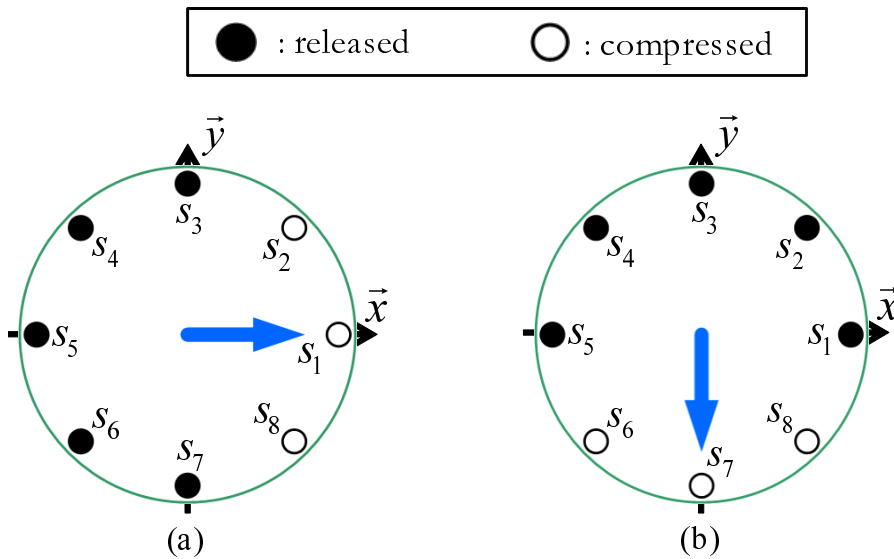 : released : compressed
y⃗ y⃗
s₃ s₃
s₄ s₂ s₄ s₂
x⃗ x⃗
s₅ s₁ s₅ s₁
s₆ s₈ s₆ s₈
s₇ s₇
(a) (b)